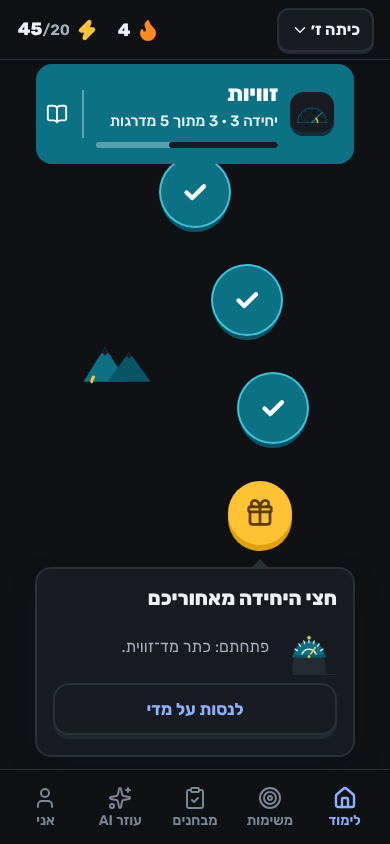 כיתה ז׳
4
45/20
זוויות
יחידה 3 · 3 מתוך 5 מדרגות
חצי היחידה מאחוריכם
פתחתם: כתר מד־זווית.
לנסות על מדי
לימוד
משימות
מבחנים
עוזר AI
אני